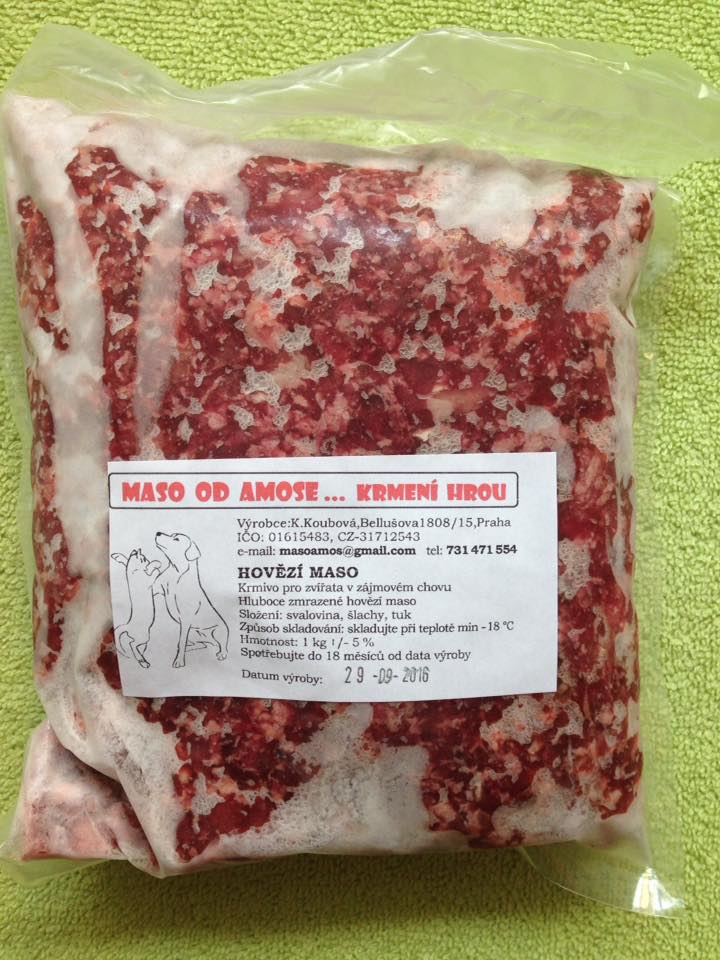 MASO OD AMOSE... KRMENÍ HROU
Výrobce:K.Koubová,Bellušova1808/15,Praha
IČO: 01615483, CZ-31712543
e-mail: masoamos@gmail.com tel: 731 471 554
HOVĚZÍ MASO
Krmivo pro zvířata v zájmovém chovu
Hluboce zmrazené hovězí maso
Složení: svalovina, šlachy, tuk
Způsob skladování: skladujte při teplotě min -18 °C
Hmotnost: 1 kg +/- 5 %
Spotřebujte do 18 měsíců od data výroby
Datum výroby: 29 -09- 2016